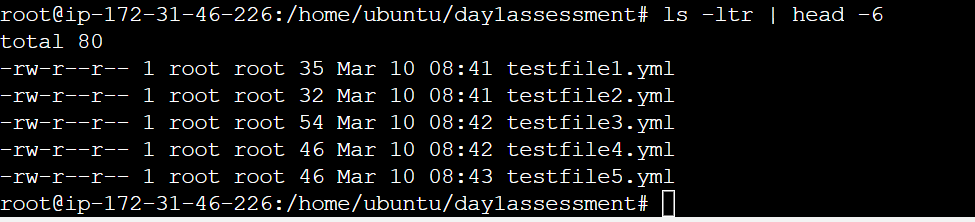 root@ip-172-31-46-226:/home/ubuntu/day1assessment# ls -ltr | head -6
total 80
-rw-r--r-- 1 root root 35 Mar 10 08:41 testfile1.yml
-rw-r--r-- 1 root root 32 Mar 10 08:41 testfile2.yml
-rw-r--r-- 1 root root 54 Mar 10 08:42 testfile3.yml
-rw-r--r-- 1 root root 46 Mar 10 08:42 testfile4.yml
-rw-r--r-- 1 root root 46 Mar 10 08:43 testfile5.yml
root@ip-172-31-46-226:/home/ubuntu/day1assessment#